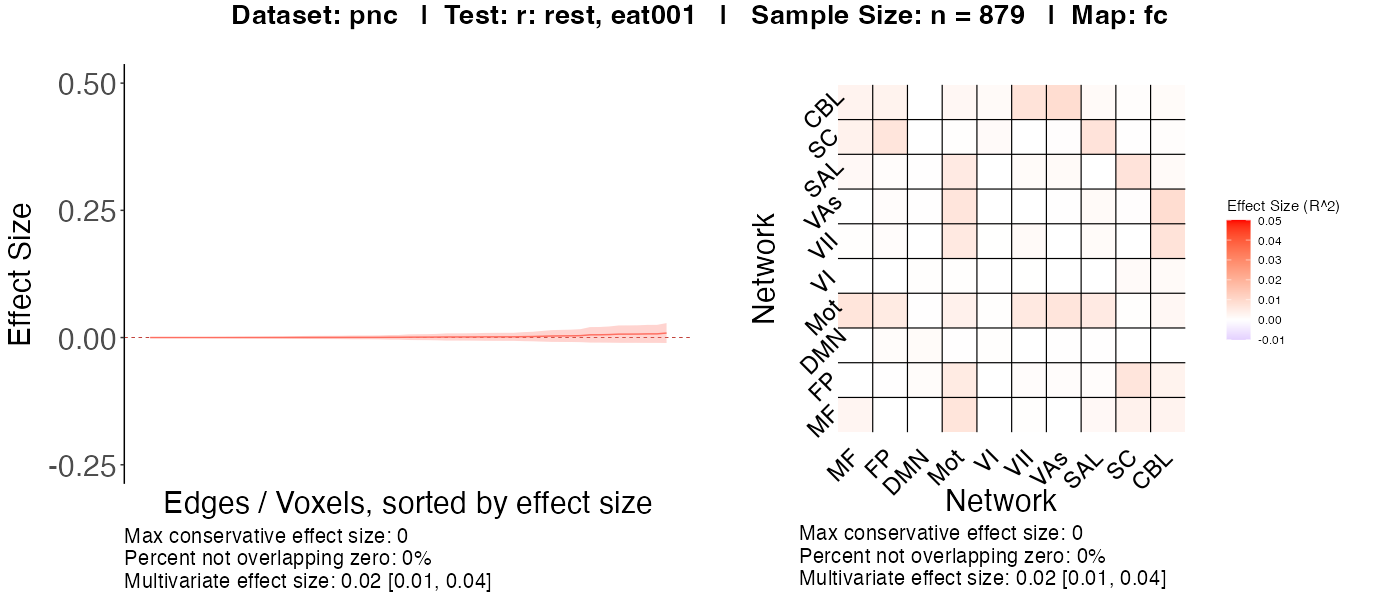 Dataset: pnc | Test: r: rest, eat001 | Sample Size: n = 879 | Map: fc
Effect Size
0.50
0.25
0.00
-0.25
Edges / Voxels, sorted by effect size
Max conservative effect size: 0
Percent not overlapping zero: 0%
Multivariate effect size: 0.02 [0.01, 0.04]
Network
CBL
SC
SAL
VAs
VII
VI
Mot
DMN
FP
MF
MF
FP
DMN
Mot
VI
VII
VAs
SAL
SC
CBL
Network
Max conservative effect size: 0
Percent not overlapping zero: 0%
Multivariate effect size: 0.02 [0.01, 0.04]
Effect Size (R^2)
0.05
0.04
0.03
0.02
0.01
0.00
-0.01